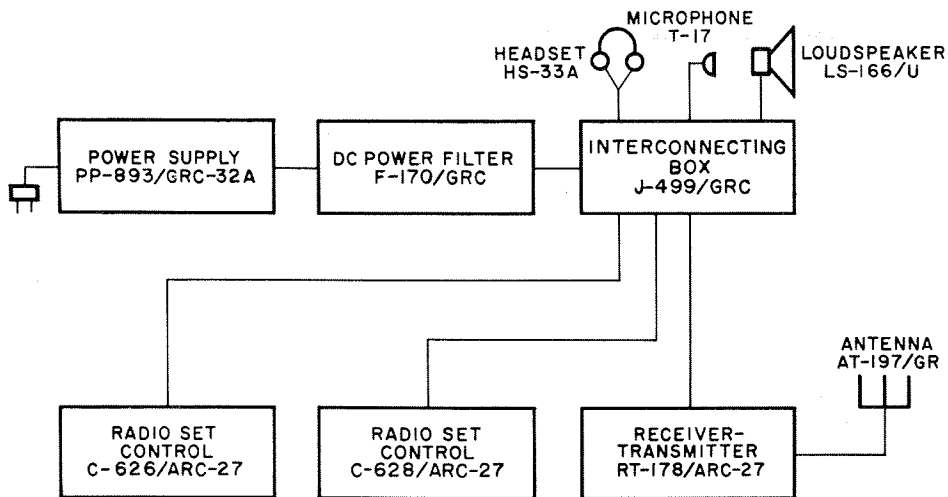 MICROPHONE
T-17
HEADSET
HS-33A
LOUDSPEAKER
LS-166/U
POWER SUPPLY
PP-893/GRC-32A
DC POWER FILTER
F-170/GRC
INTERCONNECTING
BOX
J-499/GRC
ANTENNA
AT-197/GR
RADIO SET
CONTROL
C-626/ARC-27
RADIO SET
CONTROL
C-628/ARC-27
RECEIVER-
TRANSMITTER
RT-178/ARC-27